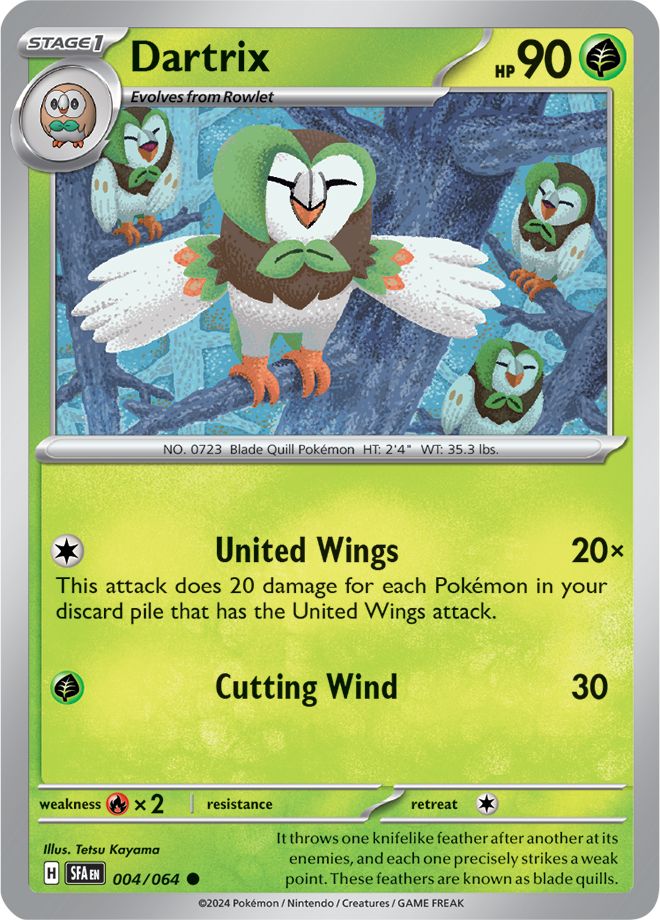 STAGE 1
Dartrix
HP 90
Evolves from Rowlet
NO. 0723 Blade Quill Pokémon HT: 2'4" WT: 35.3 lbs.
United Wings 20×
This attack does 20 damage for each Pokémon in your
discard pile that has the United Wings attack.
Cutting Wind 30
weakness × 2 resistance retreat
Illus. Tetsu Kayama
H SFA EN 004/064
It throws one knifelike feather after another at its
enemies, and each one precisely strikes a weak
point. These feathers are known as blade quills.
©2024 Pokémon / Nintendo / Creatures / GAME FREAK